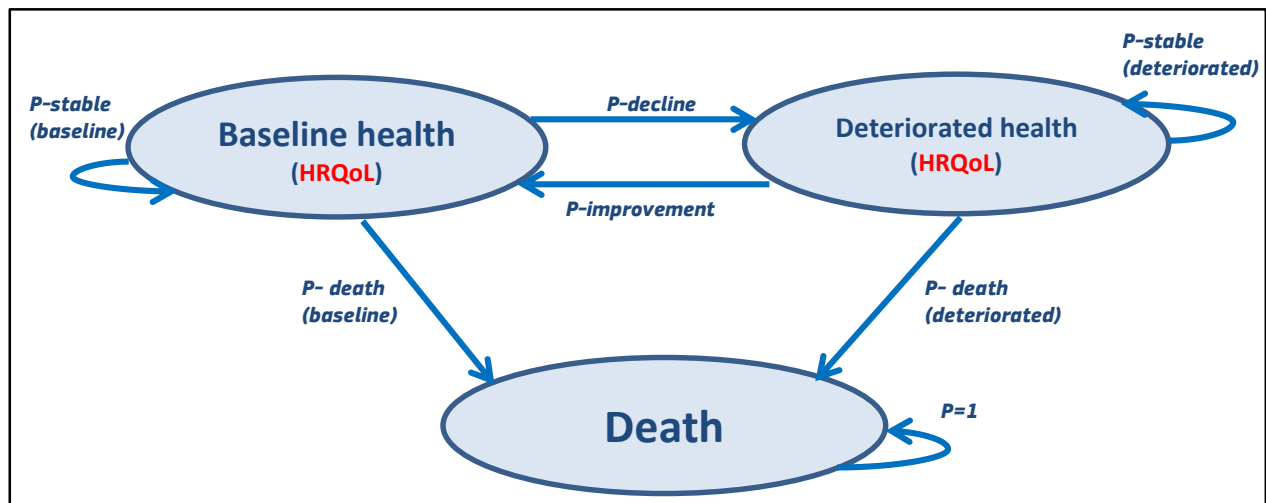 P-stable
(deteriorated)
P-stable
(baseline)
P-decline
Baseline health
(HRQoL)
Deteriorated health
(HRQoL)
P-improvement
P- death
(baseline)
P- death
(deteriorated)
Death
P=1